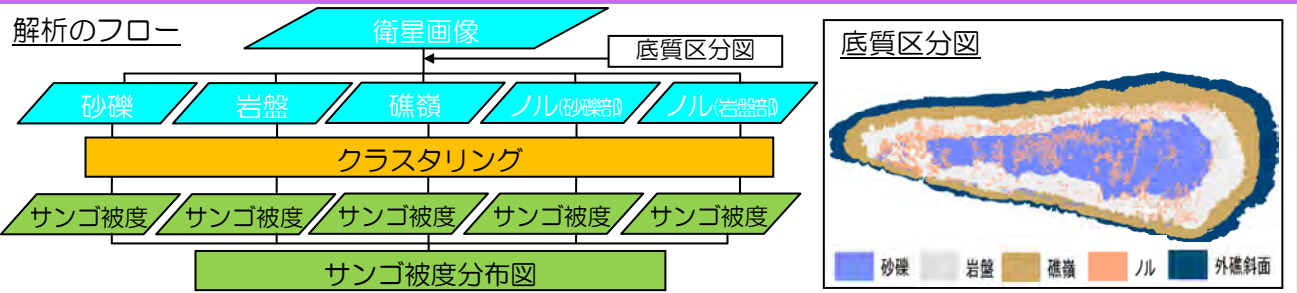 解析のフロー
衛星画像
底質区分図
砂礫
岩盤
礁嶺
ノル(砂礫部)
ノル(岩盤部)
クラスタリング
サンゴ被度
サンゴ被度
サンゴ被度
サンゴ被度
サンゴ被度
サンゴ被度分布図
底質区分図
砂礫
岩盤
礁嶺
ノル
外礁斜面